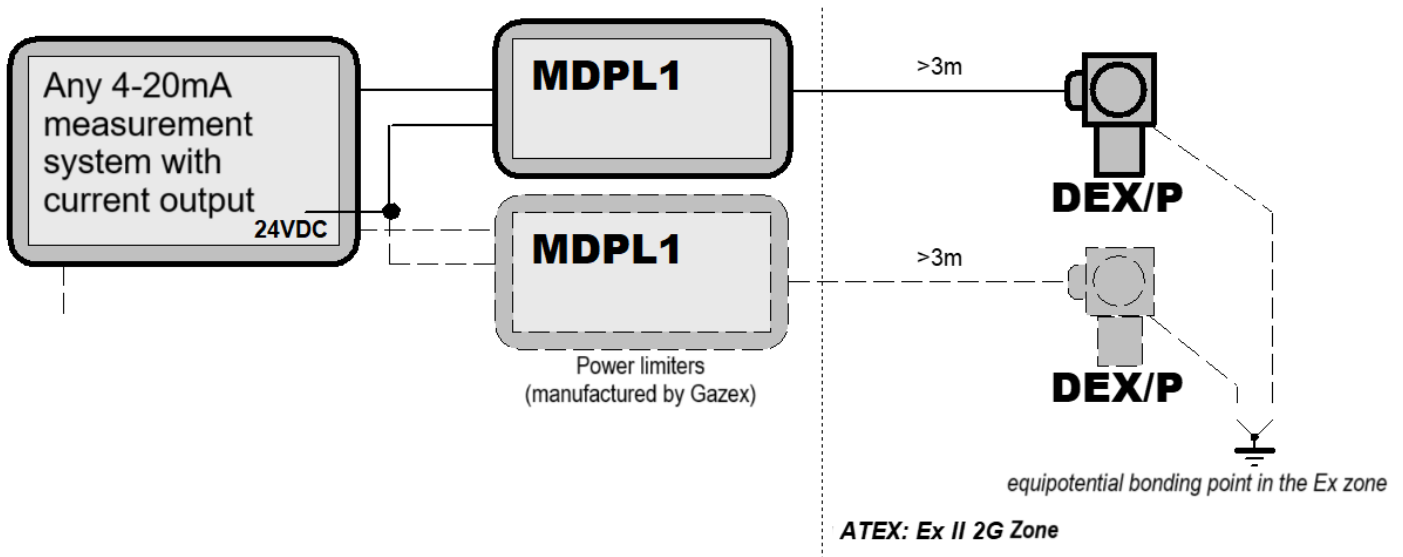 Any 4-20mA
measurement
system with
current output
24VDC
MDPL1
>3m
DEX/P
MDPL1
>3m
Power limiters
(manufactured by Gazex)
DEX/P
equipotential bonding point in the Ex zone
ATEX: Ex II 2G Zone